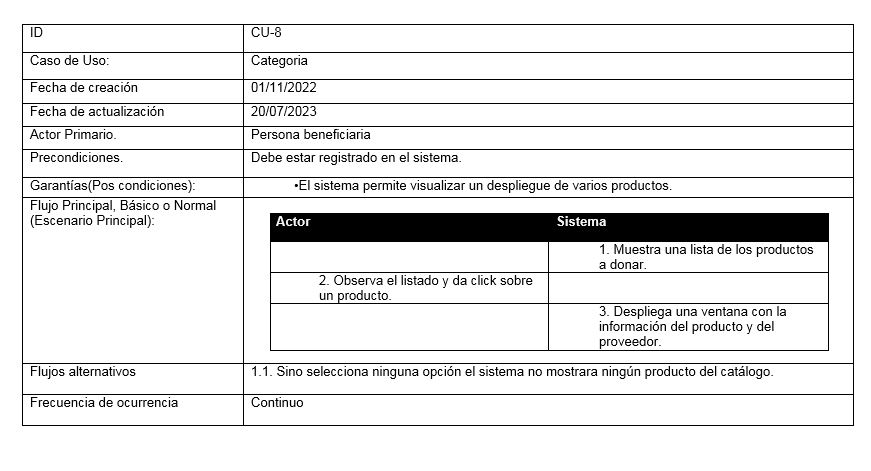 ID
CU-8
Caso de Uso:
Categoria
Fecha de creación
01/11/2022
Fecha de actualización
20/07/2023
Actor Primario.
Persona beneficiaria
Precondiciones.
Debe estar registrado en el sistema.
Garantías(Pos condiciones):
•El sistema permite visualizar un despliegue de varios productos.
Flujo Principal, Básico o Normal
(Escenario Principal):
Actor
Sistema
1. Muestra una lista de los productos
a donar.
2. Observa el listado y da click sobre
un producto.
3. Despliega una ventana con la
información del producto y del
proveedor.
Flujos alternativos
1.1. Sino selecciona ninguna opción el sistema no mostrara ningún producto del catálogo.
Frecuencia de ocurrencia
Continuo